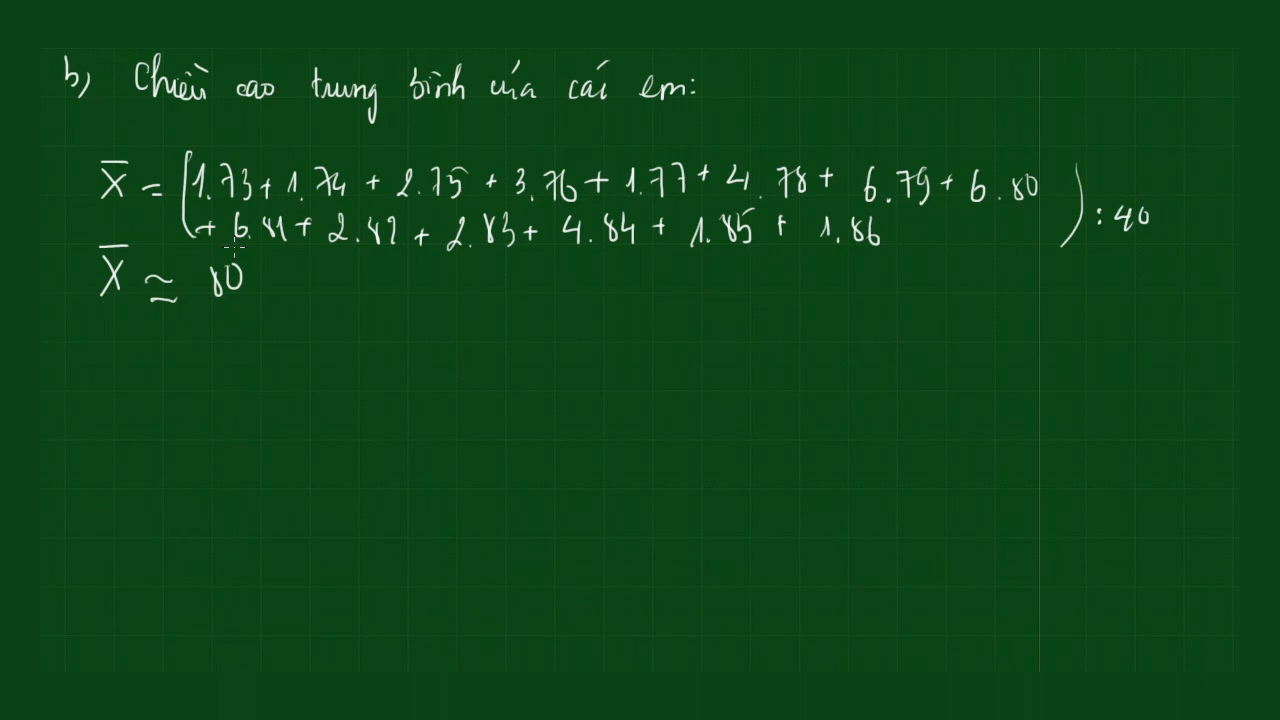 b) Chiều cao trung bình của các em:
X̄ = (1.73 + 1.74 + 2.75 + 3.76 + 1.77 + 4.78 + 6.79 + 6.80
+ 6.81 + 2.82 + 2.83 + 4.84 + 1.85 + 1.86) : 40
X̄ ≃ 80